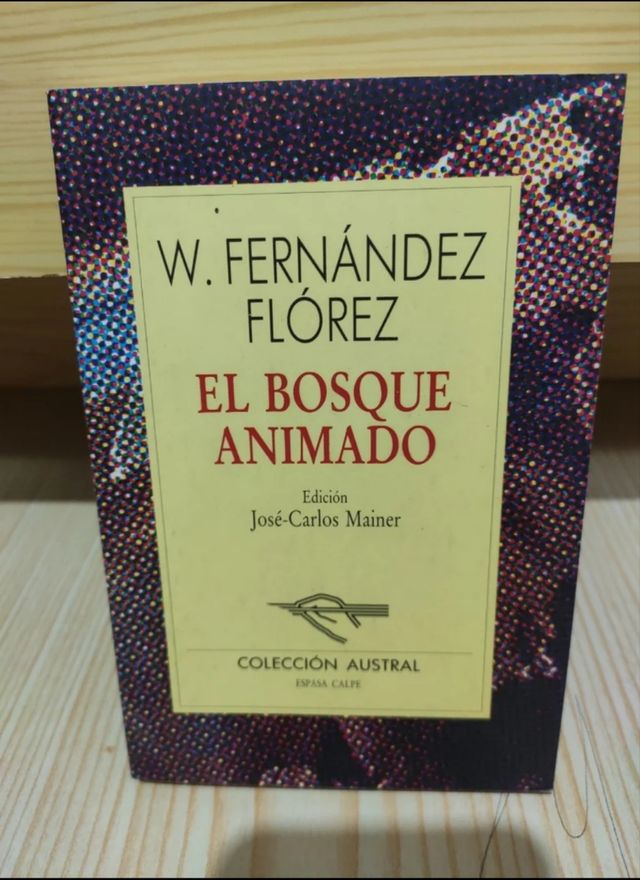 W. FERNÁNDEZ
FLÓREZ
EL BOSQUE
ANIMADO
Edición
José-Carlos Mainer
COLECCIÓN AUSTRAL
ESPASA CALPE